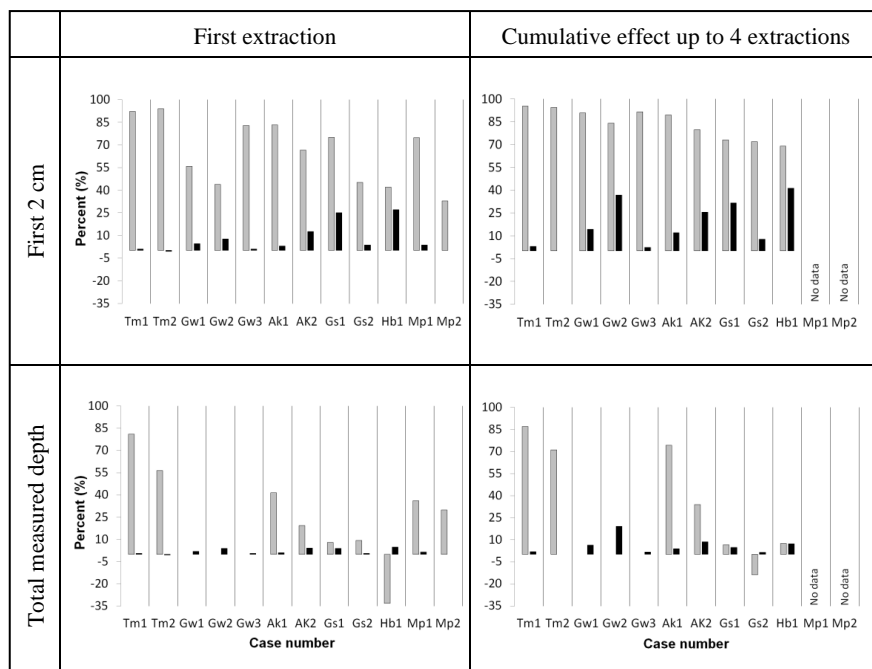 First extraction
Cumulative effect up to 4 extractions
First 2 cm
Percent (%)
100
85
70
55
40
25
10
-5
-20
-35
Tm1 Tm2 Gw1 Gw2 Gw3 Ak1 AK2 Gs1 Gs2 Hb1 Mp1 Mp2
100
85
70
55
40
25
10
-5
-20
-35
No data
No data
Tm1 Tm2 Gw1 Gw2 Gw3 Ak1 AK2 Gs1 Gs2 Hb1 Mp1 Mp2
Total measured depth
Percent (%)
100
85
70
55
40
25
10
-5
-20
-35
Tm1 Tm2 Gw1 Gw2 Gw3 Ak1 AK2 Gs1 Gs2 Hb1 Mp1 Mp2
Case number
100
85
70
55
40
25
10
-5
-20
-35
No data
No data
Tm1 Tm2 Gw1 Gw2 Gw3 Ak1 AK2 Gs1 Gs2 Hb1 Mp1 Mp2
Case number